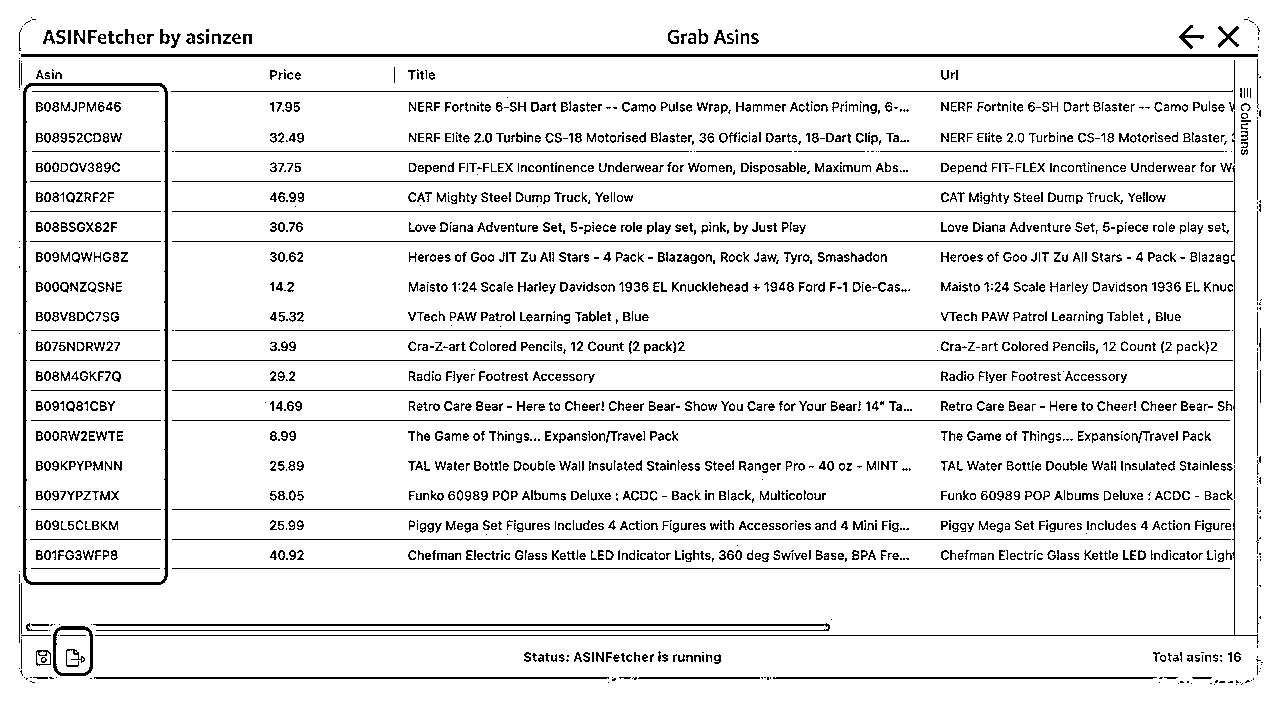 ASINFetcher by asinzen Grab Asins
Asin Price Title Url
B08MJPM646 17.95 NERF Fortnite 6-SH Dart Blaster -- Camo Pulse Wrap, Hammer Action Priming, 6-... NERF Fortnite 6-SH Dart Blaster -- Camo Pulse W
B08952CD8W 32.49 NERF Elite 2.0 Turbine CS-18 Motorised Blaster, 36 Official Darts, 18-Dart Clip, Ta... NERF Elite 2.0 Turbine CS-18 Motorised Blaster,
B00DOV389C 37.75 Depend FIT-FLEX Incontinence Underwear for Women, Disposable, Maximum Abs... Depend FIT-FLEX Incontinence Underwear for W
B081QZRF2F 46.99 CAT Mighty Steel Dump Truck, Yellow CAT Mighty Steel Dump Truck, Yellow
B08BSGX82F 30.76 Love Diana Adventure Set, 5-piece role play set, pink, by Just Play Love Diana Adventure Set, 5-piece role play set,
B09MQWHG8Z 30.62 Heroes of Goo JIT Zu All Stars - 4 Pack - Blazagon, Rock Jaw, Tyro, Smashadon Heroes of Goo JIT Zu All Stars - 4 Pack - Blazag
B00QNZQSNE 14.2 Maisto 1:24 Scale Harley Davidson 1936 EL Knucklehead + 1948 Ford F-1 Die-Cas... Maisto 1:24 Scale Harley Davidson 1936 EL Knuc
B08V8DC7SG 45.32 VTech PAW Patrol Learning Tablet , Blue VTech PAW Patrol Learning Tablet , Blue
B075NDRW27 3.99 Cra-Z-art Colored Pencils, 12 Count (2 pack)2 Cra-Z-art Colored Pencils, 12 Count (2 pack)2
B08M4GKF7Q 29.2 Radio Flyer Footrest Accessory Radio Flyer Footrest Accessory
B091Q81CBY 14.69 Retro Care Bear - Here to Cheer! Cheer Bear- Show You Care for Your Bear! 14" Ta... Retro Care Bear - Here to Cheer! Cheer Bear- Sh
B00RW2EWTE 8.99 The Game of Things... Expansion/Travel Pack The Game of Things... Expansion/Travel Pack
B09KPYPMNN 25.89 TAL Water Bottle Double Wall Insulated Stainless Steel Ranger Pro - 40 oz - MINT ... TAL Water Bottle Double Wall Insulated Stainless
B097YPZTMX 58.05 Funko 60989 POP Albums Deluxe : ACDC - Back in Black, Multicolour Funko 60989 POP Albums Deluxe : ACDC - Back
B09L5CLBKM 25.99 Piggy Mega Set Figures Includes 4 Action Figures with Accessories and 4 Mini Fig... Piggy Mega Set Figures Includes 4 Action Figure
B01FG3WFP8 40.92 Chefman Electric Glass Kettle LED Indicator Lights, 360 deg Swivel Base, BPA Fre... Chefman Electric Glass Kettle LED Indicator Ligh
Columns
Status: ASINFetcher is running Total asins: 16